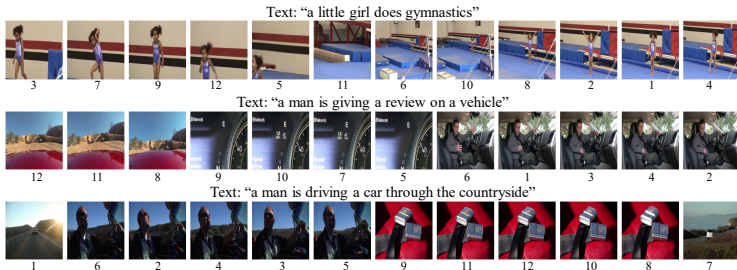 Text: “a little girl does gymnastics”
3 7 9 12 5 11 6 10 8 2 1 4
Text: “a man is giving a review on a vehicle”
12 11 8 9 10 7 5 6 1 3 4 2
Text: “a man is driving a car through the countryside”
1 6 2 4 3 5 9 11 12 10 8 7